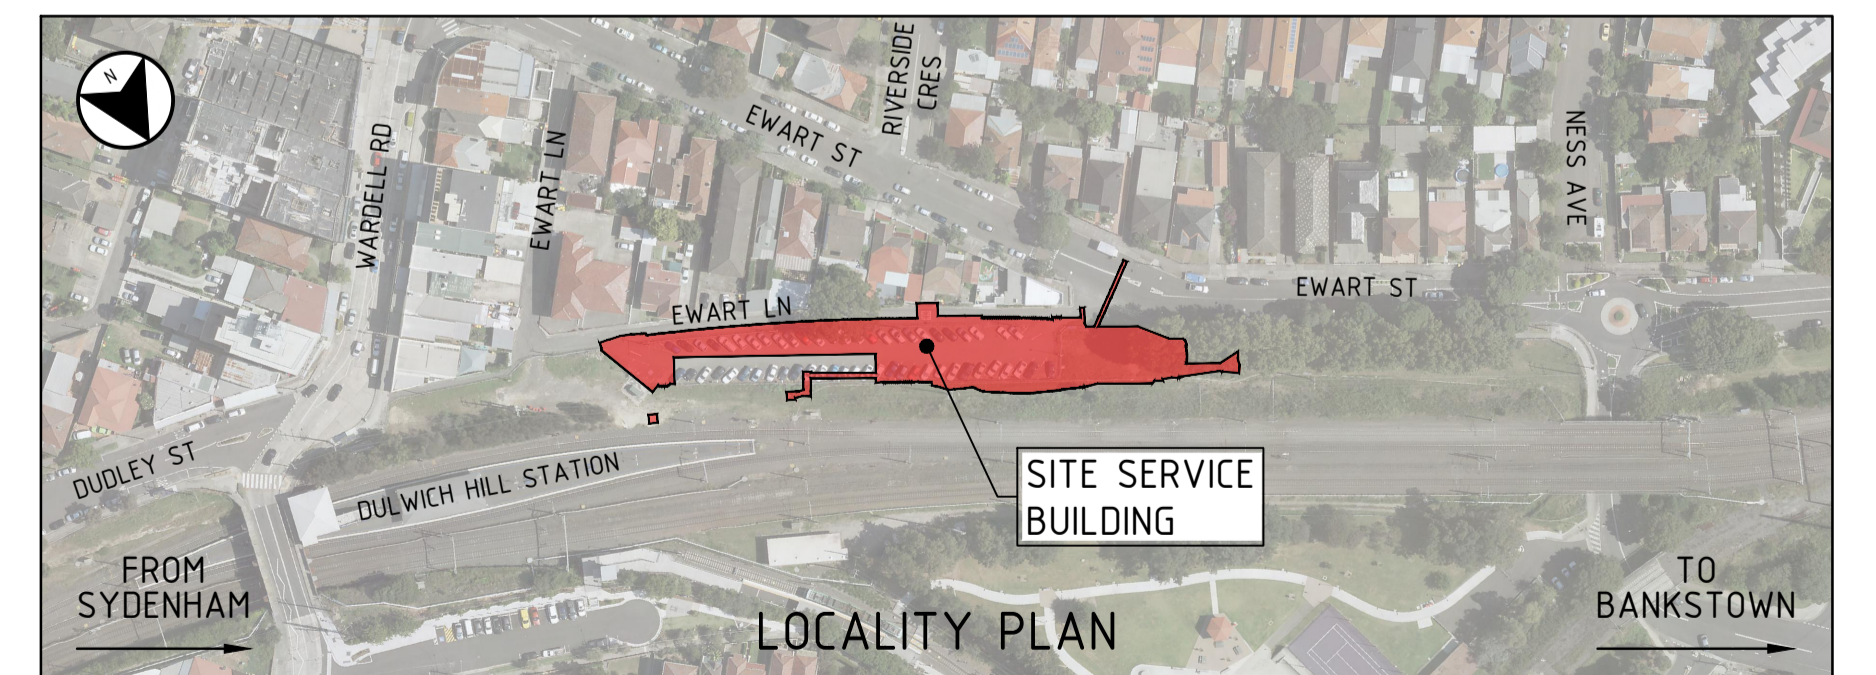 N
WARDELL RD
EWART LN
EWART ST
RIVERSIDE
CRES
NESS AVE
EWART LN
EWART ST
DUDLEY ST
DULWICH HILL STATION
SITE SERVICE
BUILDING
FROM
SYDENHAM
LOCALITY PLAN
TO
BANKSTOWN